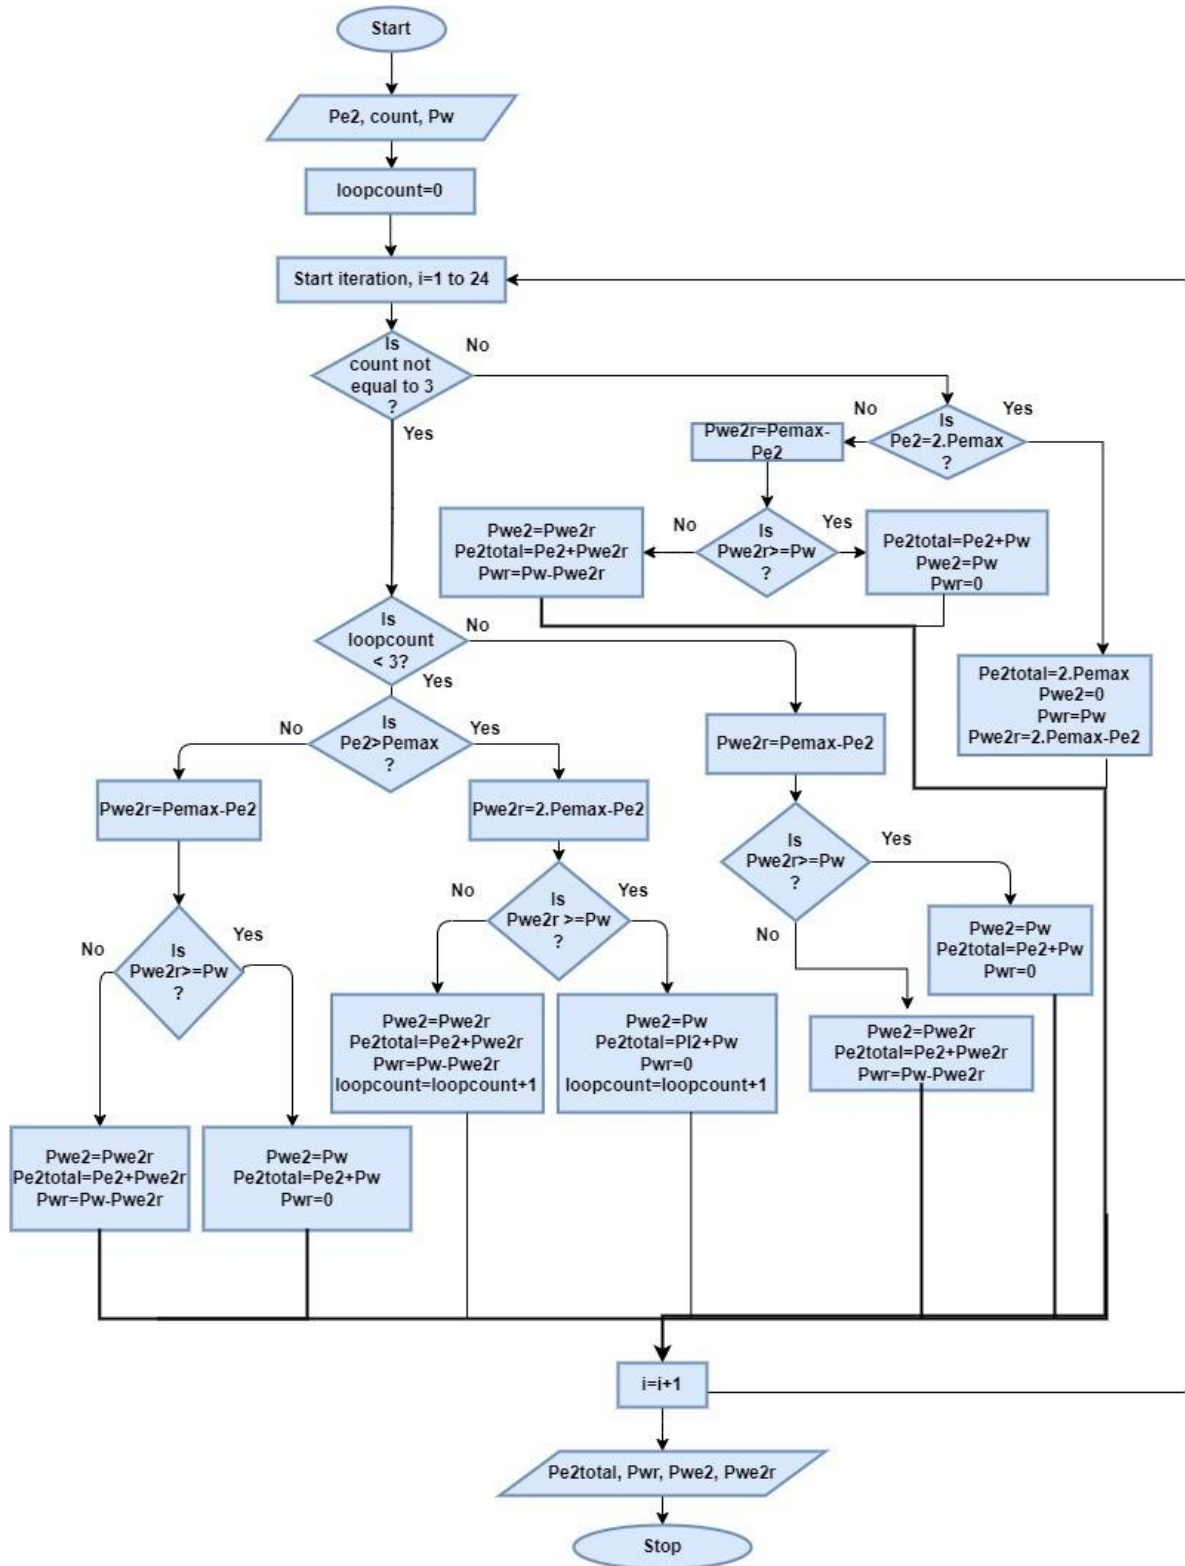 Start
Pe2, count, Pw
loopcount=0
Start iteration, i=1 to 24
Is
count not
equal to 3
?
No
Yes
Is
Pe2=2.Pemax
?
No
Yes
Pwe2r=Pemax-
Pe2
Is
Pwe2r>=Pw
?
No
Yes
Pwe2=Pwe2r
Pe2total=Pe2+Pwe2r
Pwr=Pw-Pwe2r
Pe2total=Pe2+Pw
Pwe2=Pw
Pwr=0
Pe2total=2.Pemax
Pwe2=0
Pwr=Pw
Pwe2r=2.Pemax-Pe2
Is
loopcount
< 3?
No
Yes
Is
Pe2>Pemax
?
No
Yes
Pwe2r=Pemax-Pe2
Pwe2r=2.Pemax-Pe2
Pwe2r=Pemax-Pe2
Is
Pwe2r>=Pw
?
Yes
No
Is
Pwe2r >=Pw
?
No
Yes
Is
Pwe2r>=Pw
?
No
Yes
Pwe2=Pw
Pe2total=Pe2+Pw
Pwr=0
Pwe2=Pwe2r
Pe2total=Pe2+Pwe2r
Pwr=Pw-Pwe2r
loopcount=loopcount+1
Pwe2=Pw
Pe2total=Pl2+Pw
Pwr=0
loopcount=loopcount+1
Pwe2=Pwe2r
Pe2total=Pe2+Pwe2r
Pwr=Pw-Pwe2r
Pwe2=Pwe2r
Pe2total=Pe2+Pwe2r
Pwr=Pw-Pwe2r
Pwe2=Pw
Pe2total=Pe2+Pw
Pwr=0
i=i+1
Pe2total, Pwr, Pwe2, Pwe2r
Stop